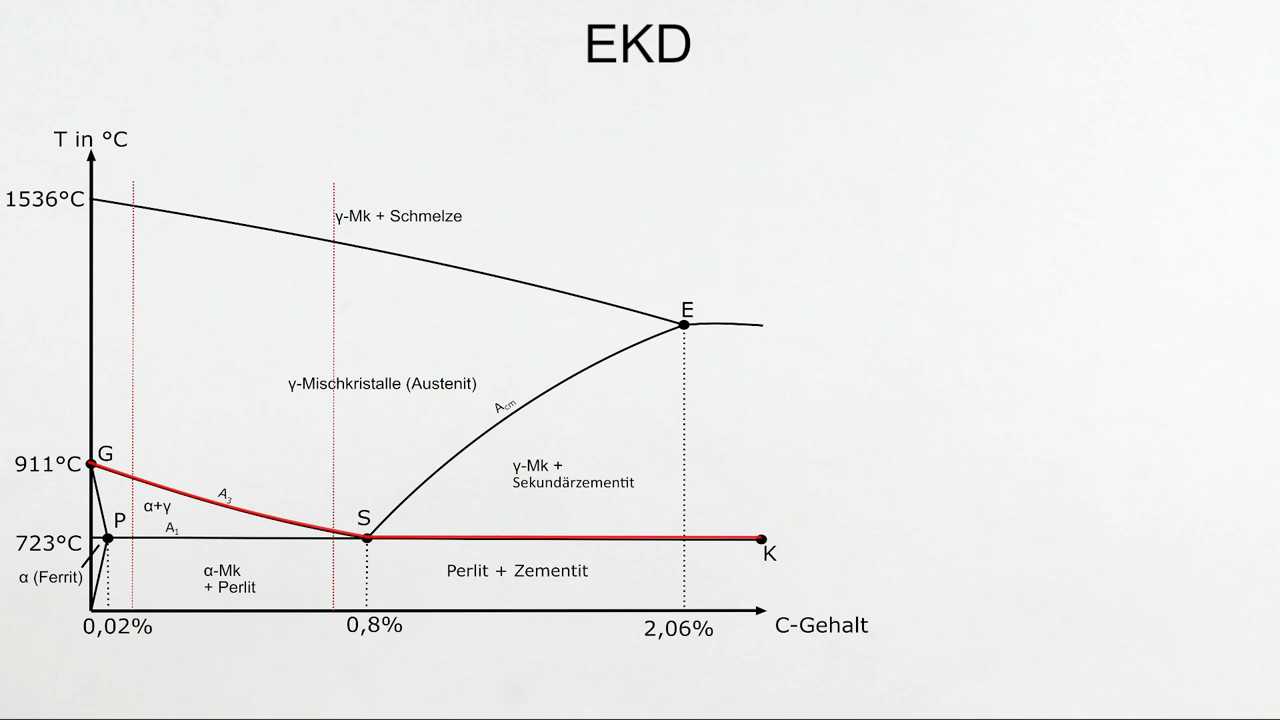 EKD
T in °C
1536°C
γ-Mk + Schmelze
E
γ-Mischkristalle (Austenit)
Acm
G
911°C
γ-Mk +
Sekundärzementit
A3
α+γ
P
A1
S
723°C
K
α (Ferrit)
α-Mk
+ Perlit
Perlit + Zementit
0,02%
0,8%
2,06%
C-Gehalt